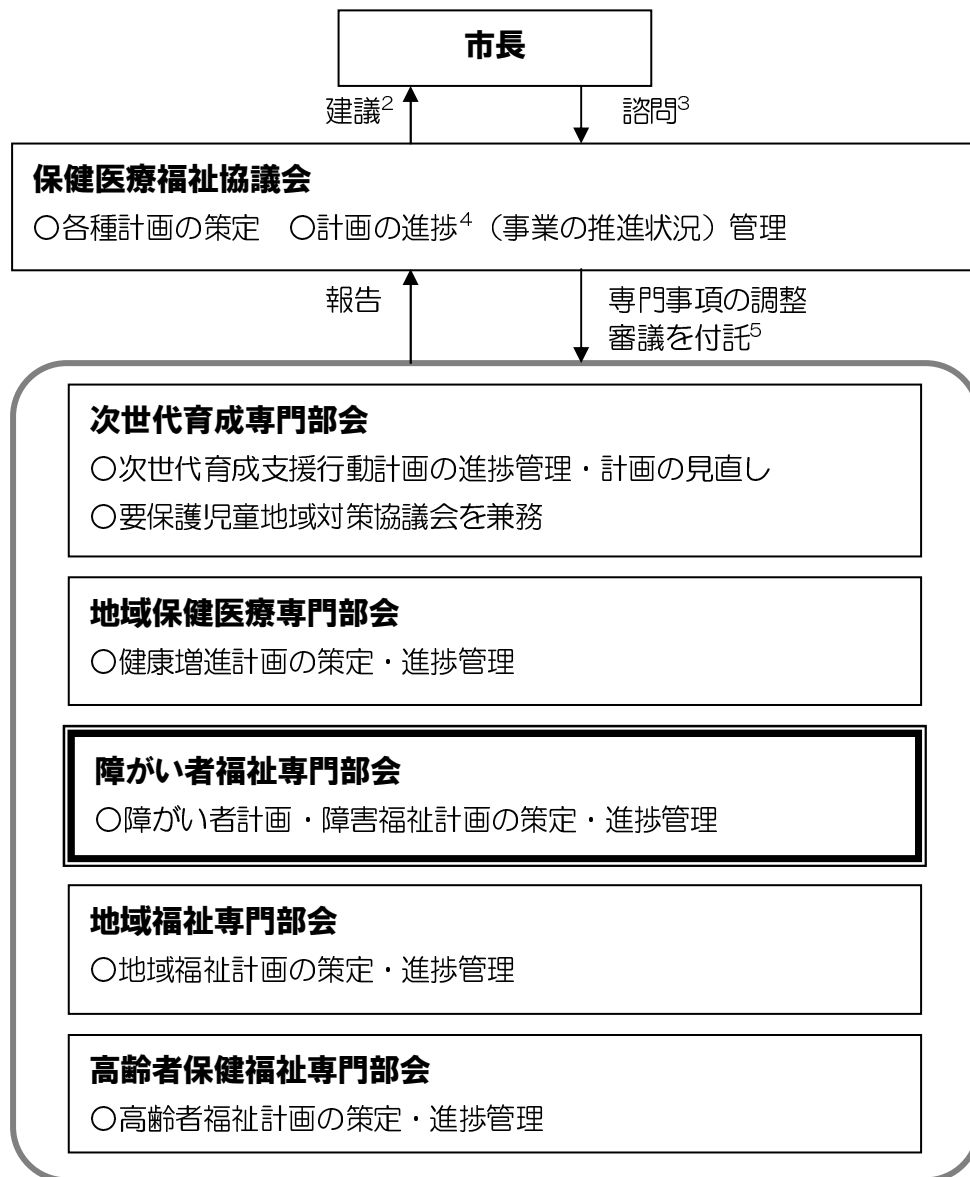 市長
建議2
諮問3
保健医療福祉協議会
○各種計画の策定　○計画の進捗4（事業の推進状況）管理
報告
専門事項の調整
審議を付託5
次世代育成専門部会
○次世代育成支援行動計画の進捗管理・計画の見直し
○要保護児童地域対策協議会を兼務
地域保健医療専門部会
○健康増進計画の策定・進捗管理
障がい者福祉専門部会
○障がい者計画・障害福祉計画の策定・進捗管理
地域福祉専門部会
○地域福祉計画の策定・進捗管理
高齢者保健福祉専門部会
○高齢者福祉計画の策定・進捗管理